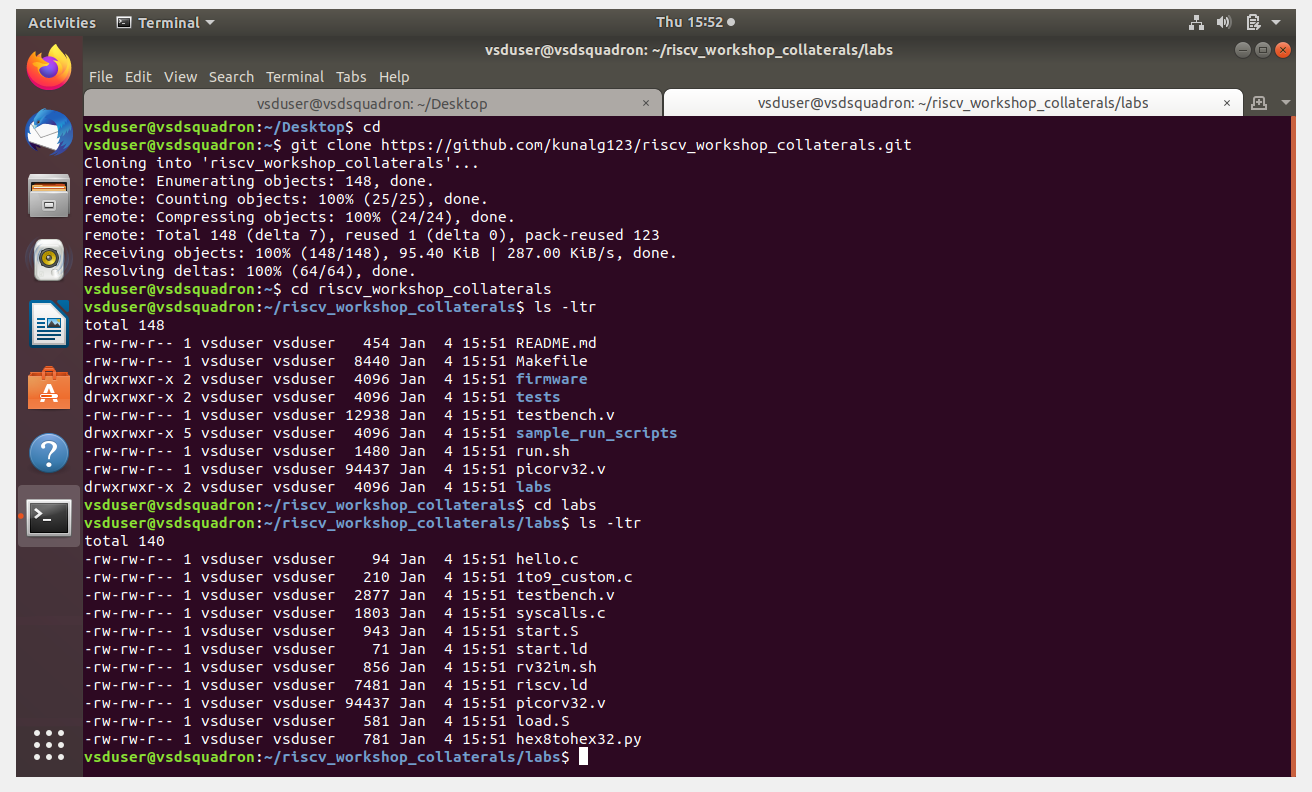 Activities Terminal Thu 15:52
vsduser@vsdsquadron: ~/riscv_workshop_collaterals/labs
File Edit View Search Terminal Tabs Help
vsduser@vsdsquadron: ~/Desktop × vsduser@vsdsquadron: ~/riscv_workshop_collaterals/labs ×
vsduser@vsdsquadron:~/Desktop$ cd
vsduser@vsdsquadron:~$ git clone https://github.com/kunalg123/riscv_workshop_collaterals.git
Cloning into 'riscv_workshop_collaterals'...
remote: Enumerating objects: 148, done.
remote: Counting objects: 100% (25/25), done.
remote: Compressing objects: 100% (24/24), done.
remote: Total 148 (delta 7), reused 1 (delta 0), pack-reused 123
Receiving objects: 100% (148/148), 95.40 KiB | 287.00 KiB/s, done.
Resolving deltas: 100% (64/64), done.
vsduser@vsdsquadron:~$ cd riscv_workshop_collaterals
vsduser@vsdsquadron:~/riscv_workshop_collaterals$ ls -ltr
total 148
-rw-rw-r-- 1 vsduser vsduser   454 Jan  4 15:51 README.md
-rw-rw-r-- 1 vsduser vsduser  8440 Jan  4 15:51 Makefile
drwxrwxr-x 2 vsduser vsduser  4096 Jan  4 15:51 firmware
drwxrwxr-x 2 vsduser vsduser  4096 Jan  4 15:51 tests
-rw-rw-r-- 1 vsduser vsduser 12938 Jan  4 15:51 testbench.v
drwxrwxr-x 5 vsduser vsduser  4096 Jan  4 15:51 sample_run_scripts
-rw-rw-r-- 1 vsduser vsduser  1480 Jan  4 15:51 run.sh
-rw-rw-r-- 1 vsduser vsduser 94437 Jan  4 15:51 picorv32.v
drwxrwxr-x 2 vsduser vsduser  4096 Jan  4 15:51 labs
vsduser@vsdsquadron:~/riscv_workshop_collaterals$ cd labs
vsduser@vsdsquadron:~/riscv_workshop_collaterals/labs$ ls -ltr
total 140
-rw-rw-r-- 1 vsduser vsduser    94 Jan  4 15:51 hello.c
-rw-rw-r-- 1 vsduser vsduser   210 Jan  4 15:51 1to9_custom.c
-rw-rw-r-- 1 vsduser vsduser  2877 Jan  4 15:51 testbench.v
-rw-rw-r-- 1 vsduser vsduser  1803 Jan  4 15:51 syscalls.c
-rw-rw-r-- 1 vsduser vsduser   943 Jan  4 15:51 start.S
-rw-rw-r-- 1 vsduser vsduser    71 Jan  4 15:51 start.ld
-rw-rw-r-- 1 vsduser vsduser   856 Jan  4 15:51 rv32im.sh
-rw-rw-r-- 1 vsduser vsduser  7481 Jan  4 15:51 riscv.ld
-rw-rw-r-- 1 vsduser vsduser 94437 Jan  4 15:51 picorv32.v
-rw-rw-r-- 1 vsduser vsduser   581 Jan  4 15:51 load.S
-rw-rw-r-- 1 vsduser vsduser   781 Jan  4 15:51 hex8tohex32.py
vsduser@vsdsquadron:~/riscv_workshop_collaterals/labs$